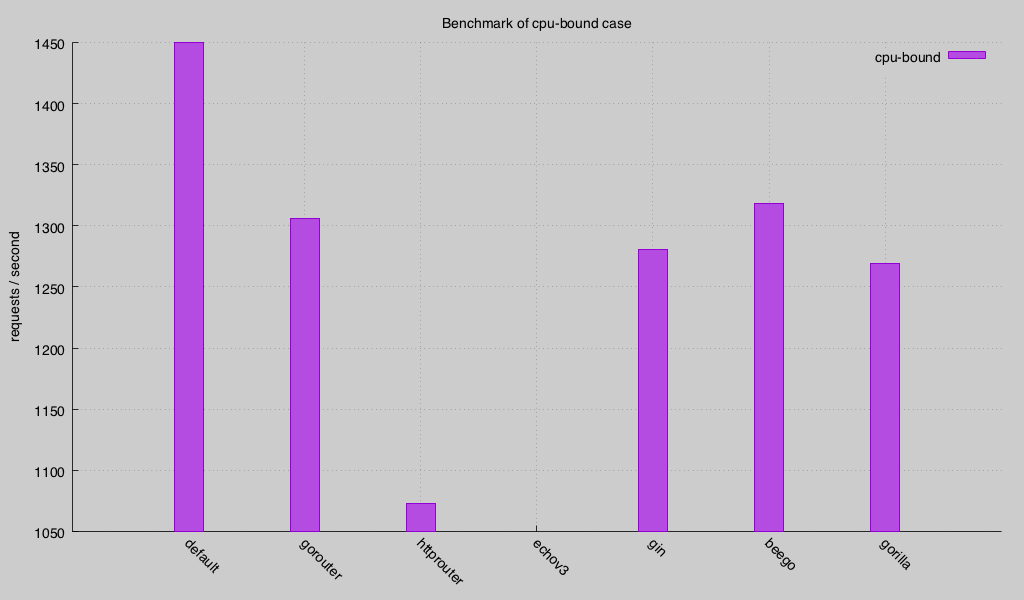 Benchmark of cpu-bound case
cpu-bound
requests / second
1450
1400
1350
1300
1250
1200
1150
1100
1050
default
gorouter
httprouter
echov3
gin
beego
gorilla